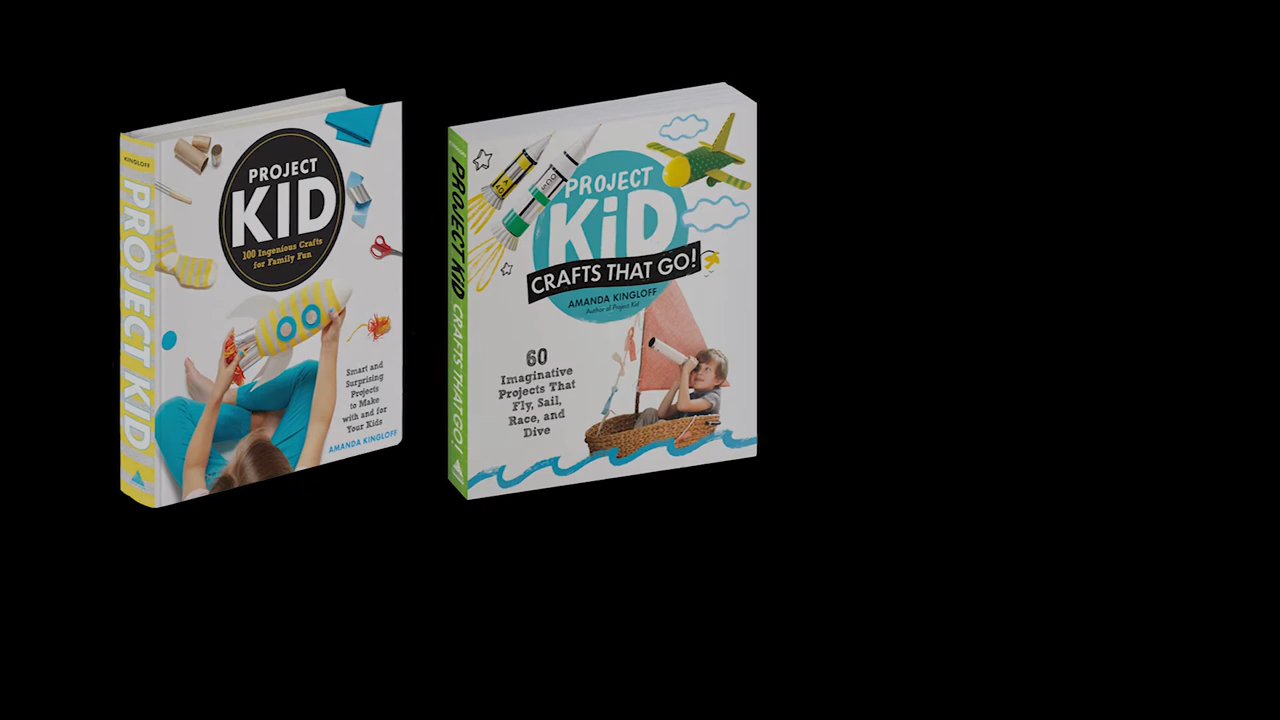 KINGLOFF
PROJECT KID
PROJECT
KID
100 Ingenious Crafts
for Family Fun
Smart and
Surprising
Projects
to Make
with and for
Your Kids
AMANDA KINGLOFF
PROJECT KID CRAFTS THAT GO!
PROJECT
KiD
CRAFTS THAT GO!
AMANDA KINGLOFF
Author of Project Kid
60
Imaginative
Projects That
Fly, Sail,
Race, and
Dive